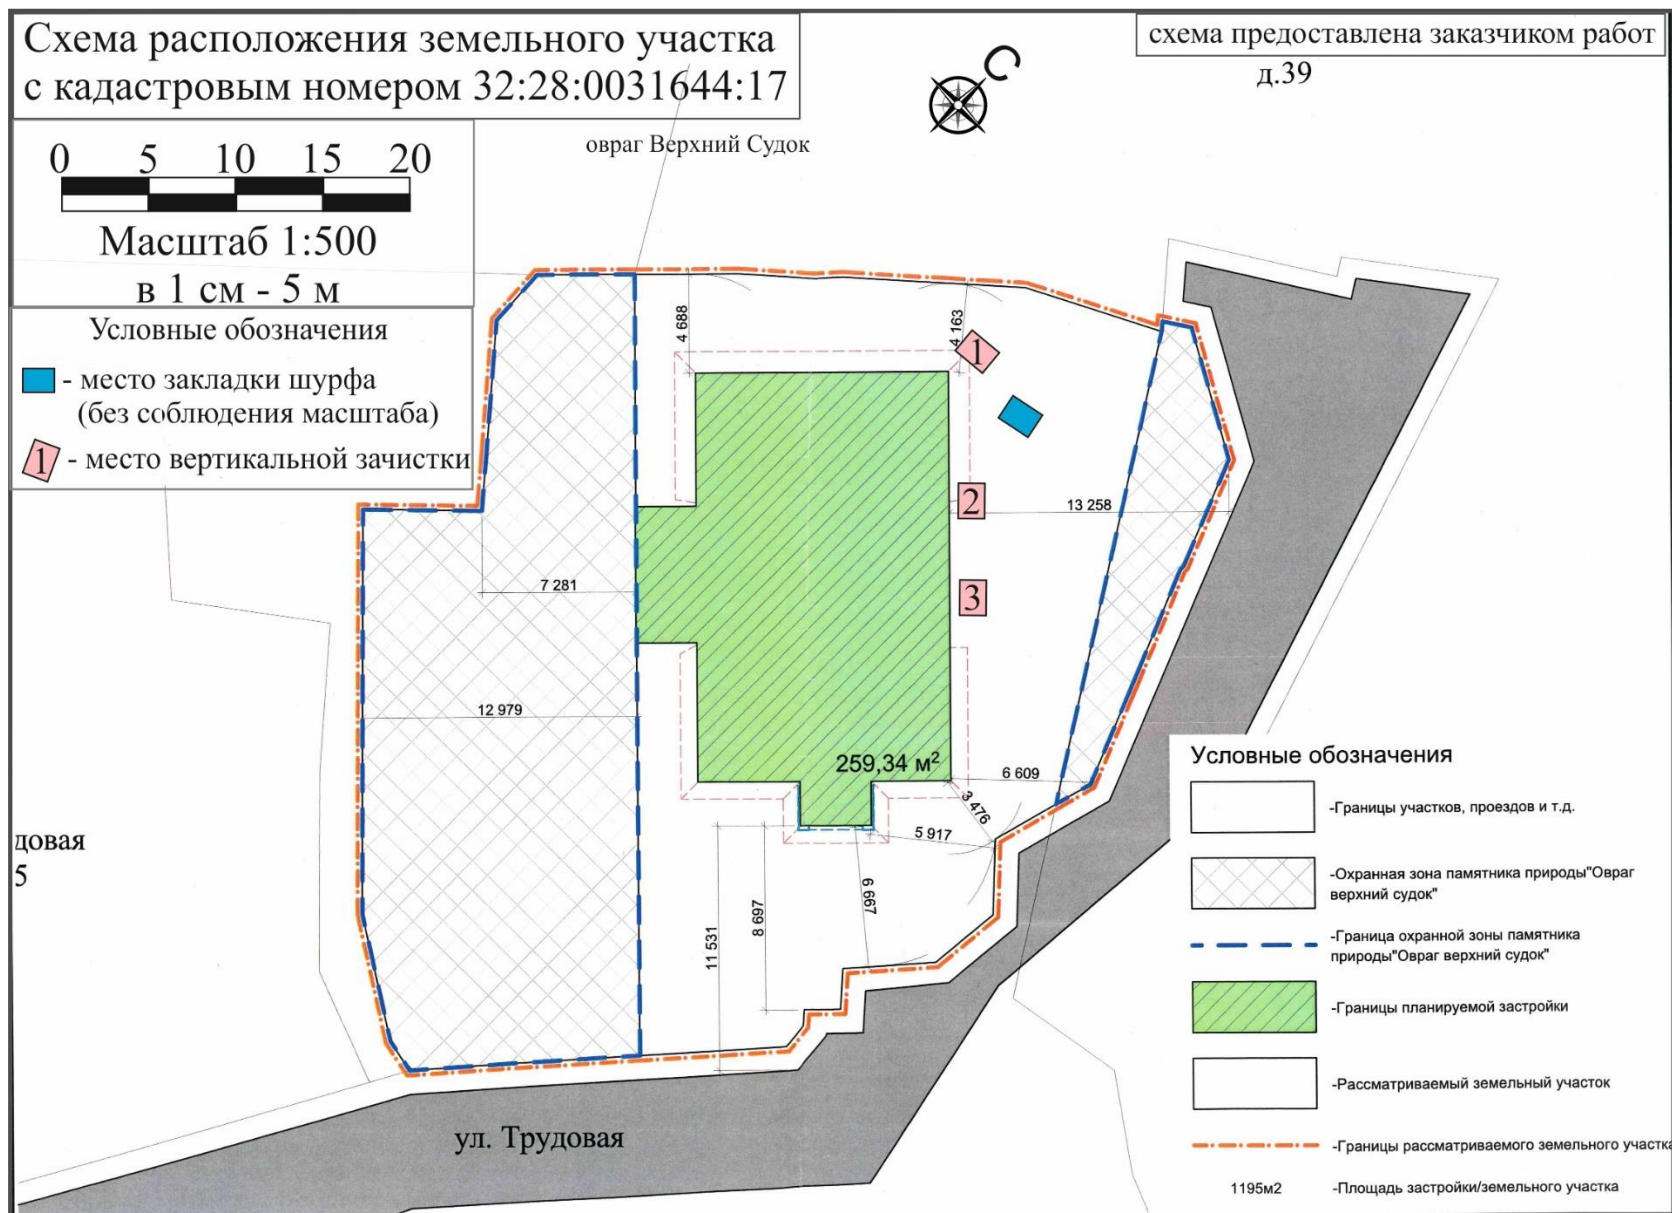 Схема расположения земельного участка
с кадастровым номером 32:28:0031644:17
схема предоставлена заказчиком работ
д.39
С
овраг Верхний Судок
0 5 10 15 20
Масштаб 1:500
в 1 см - 5 м
Условные обозначения
- место закладки шурфа
(без соблюдения масштаба)
1 - место вертикальной зачистки
4 688
4 163
1
2
13 258
3
7 281
12 979
259,34 м²
6 609
3 476
5 917
9 997
8 697
11 531
довая
5
ул. Трудовая
Условные обозначения
-Границы участков, проездов и т.д.
-Охранная зона памятника природы"Овраг
верхний судок"
-Граница охранной зоны памятника
природы"Овраг верхний судок"
-Границы планируемой застройки
-Рассматриваемый земельный участок
-Границы рассматриваемого земельного участка
1195м2 -Площадь застройки/земельного участка